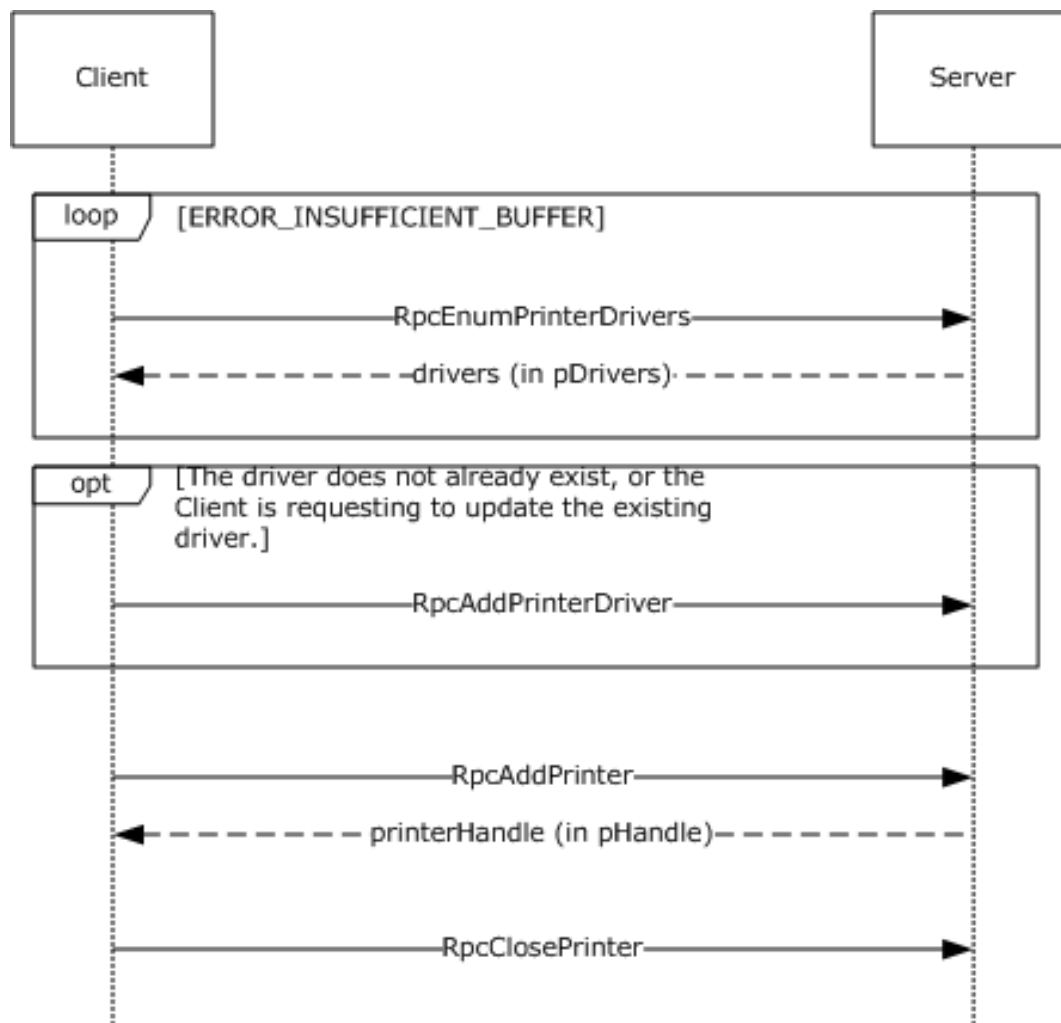 Client
Server
loop
[ERROR_INSUFFICIENT_BUFFER]
RpcEnumPrinterDrivers
drivers (in pDrivers)
opt
[The driver does not already exist, or the
Client is requesting to update the existing
driver.]
RpcAddPrinterDriver
RpcAddPrinter
printerHandle (in pHandle)
RpcClosePrinter